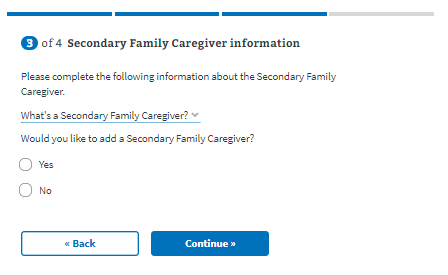 3 of 4 Secondary Family Caregiver information
Please complete the following information about the Secondary Family
Caregiver.
What's a Secondary Family Caregiver?
Would you like to add a Secondary Family Caregiver?
Yes
No
« Back
Continue »